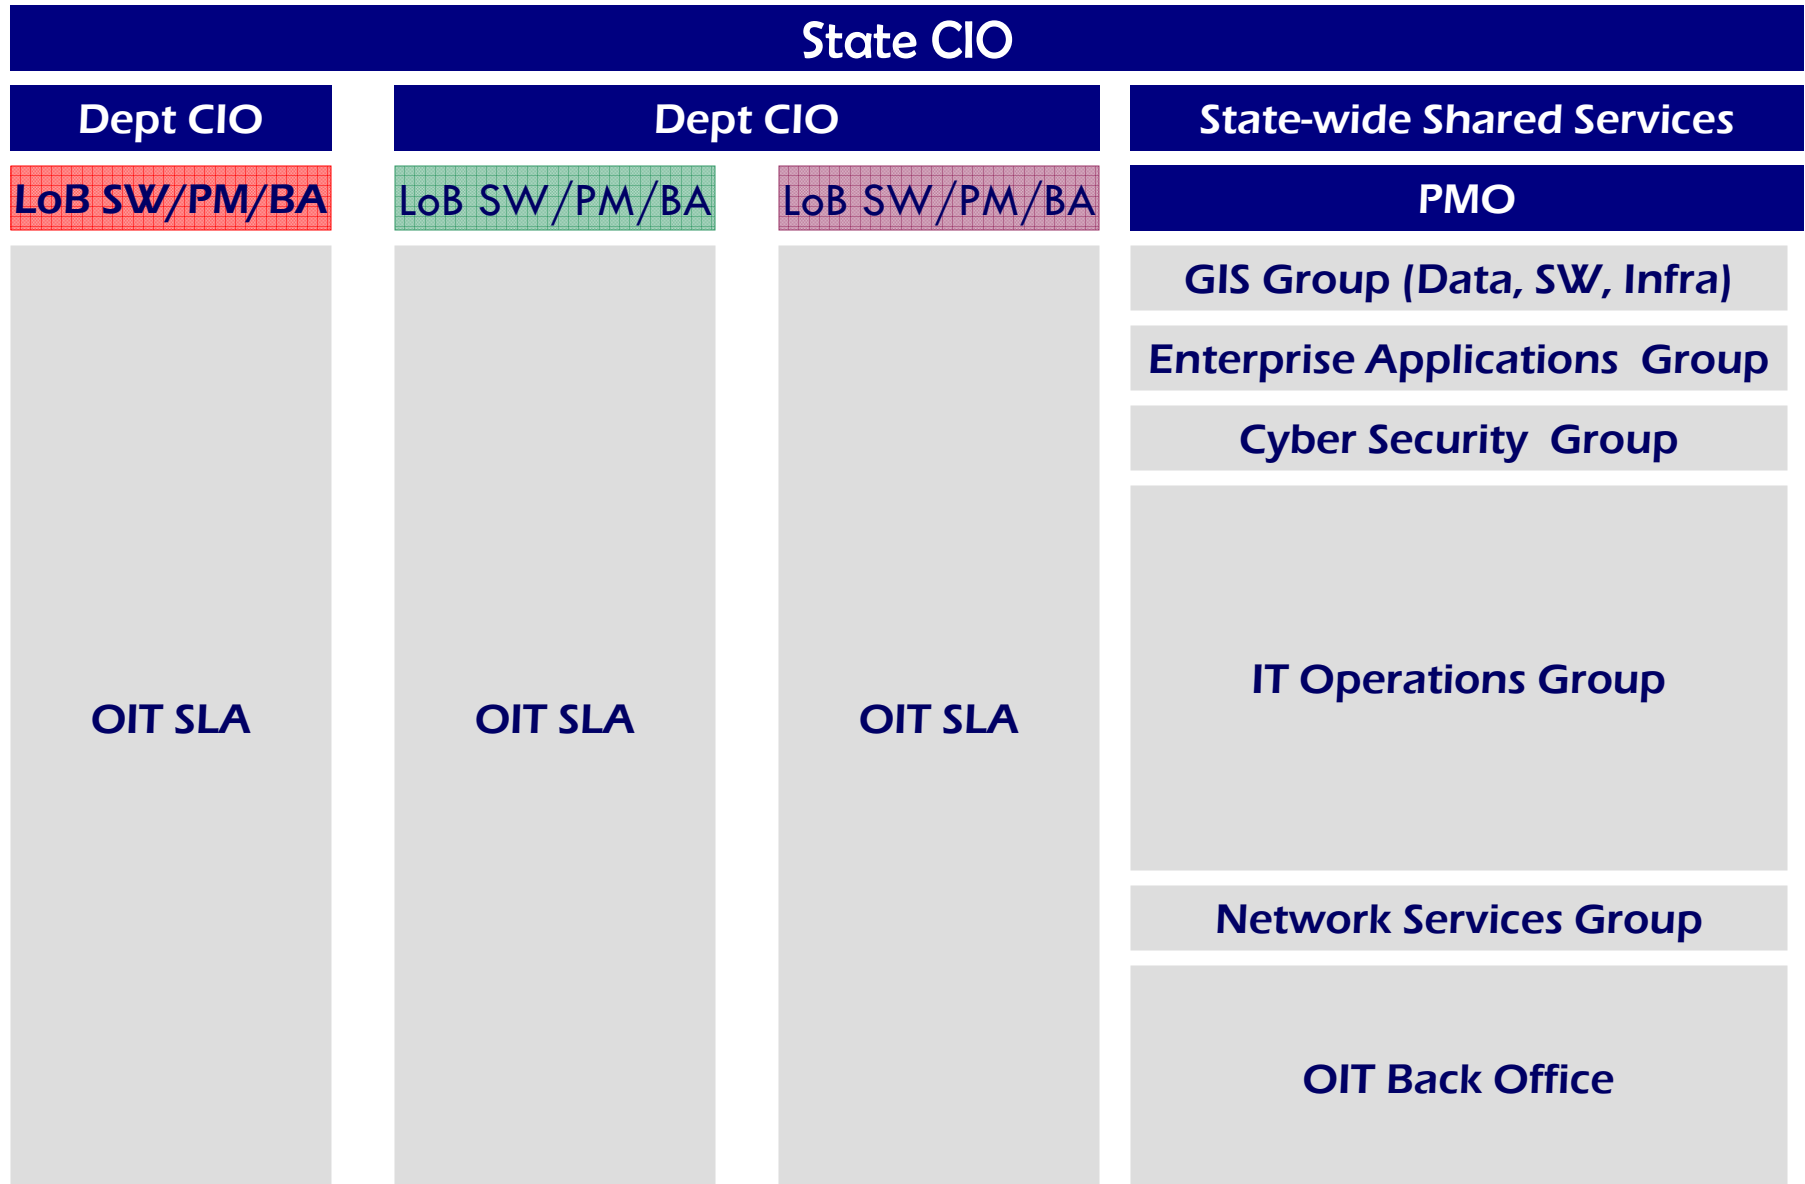 State CIO
Dept CIO
Dept CIO
State-wide Shared Services
LoB SW/PM/BA
LoB SW/PM/BA
LoB SW/PM/BA
PMO
GIS Group (Data, SW, Infra)
Enterprise Applications Group
Cyber Security Group
IT Operations Group
OIT SLA
OIT SLA
OIT SLA
Network Services Group
OIT Back Office